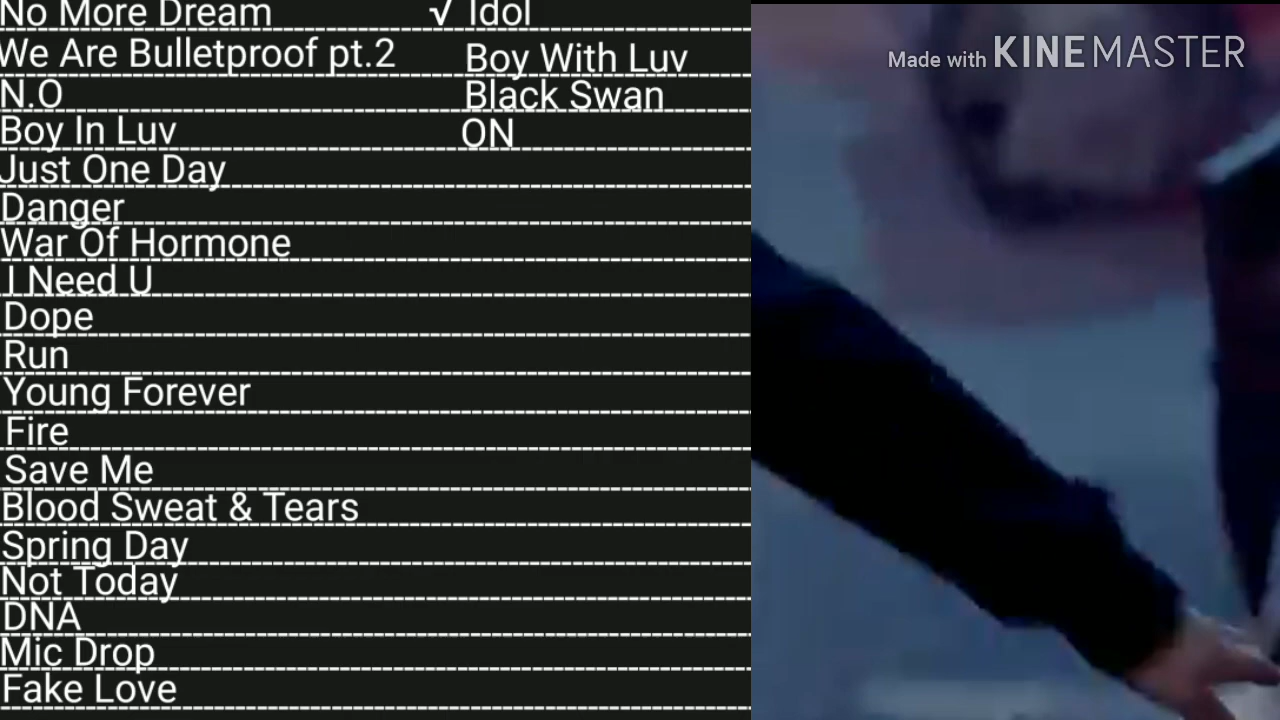 No More Dream
We Are Bulletproof pt.2
N.O
Boy In Luv
Just One Day
Danger
War Of Hormone
I Need U
Dope
Run
Young Forever
Fire
Save Me
Blood Sweat & Tears
Spring Day
Not Today
DNA
Mic Drop
Fake Love
√ Idol
Boy With Luv
Black Swan
ON
Made with KINEMASTER